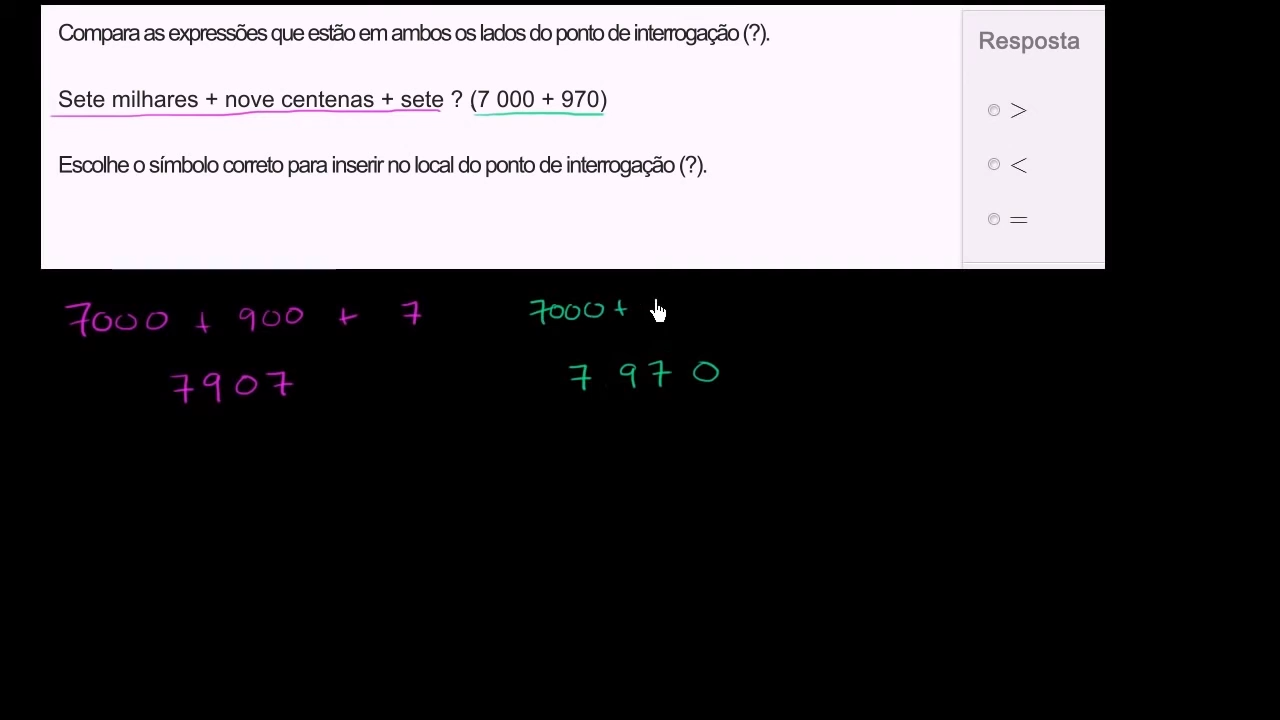 Compara as expressões que estão em ambos os lados do ponto de interrogação (?).
Sete milhares + nove centenas + sete ? (7 000 + 970)
Escolhe o símbolo correto para inserir no local do ponto de interrogação (?).
Resposta
>
<
=
7000 + 900 + 7
7907
7000 +
7 97 0